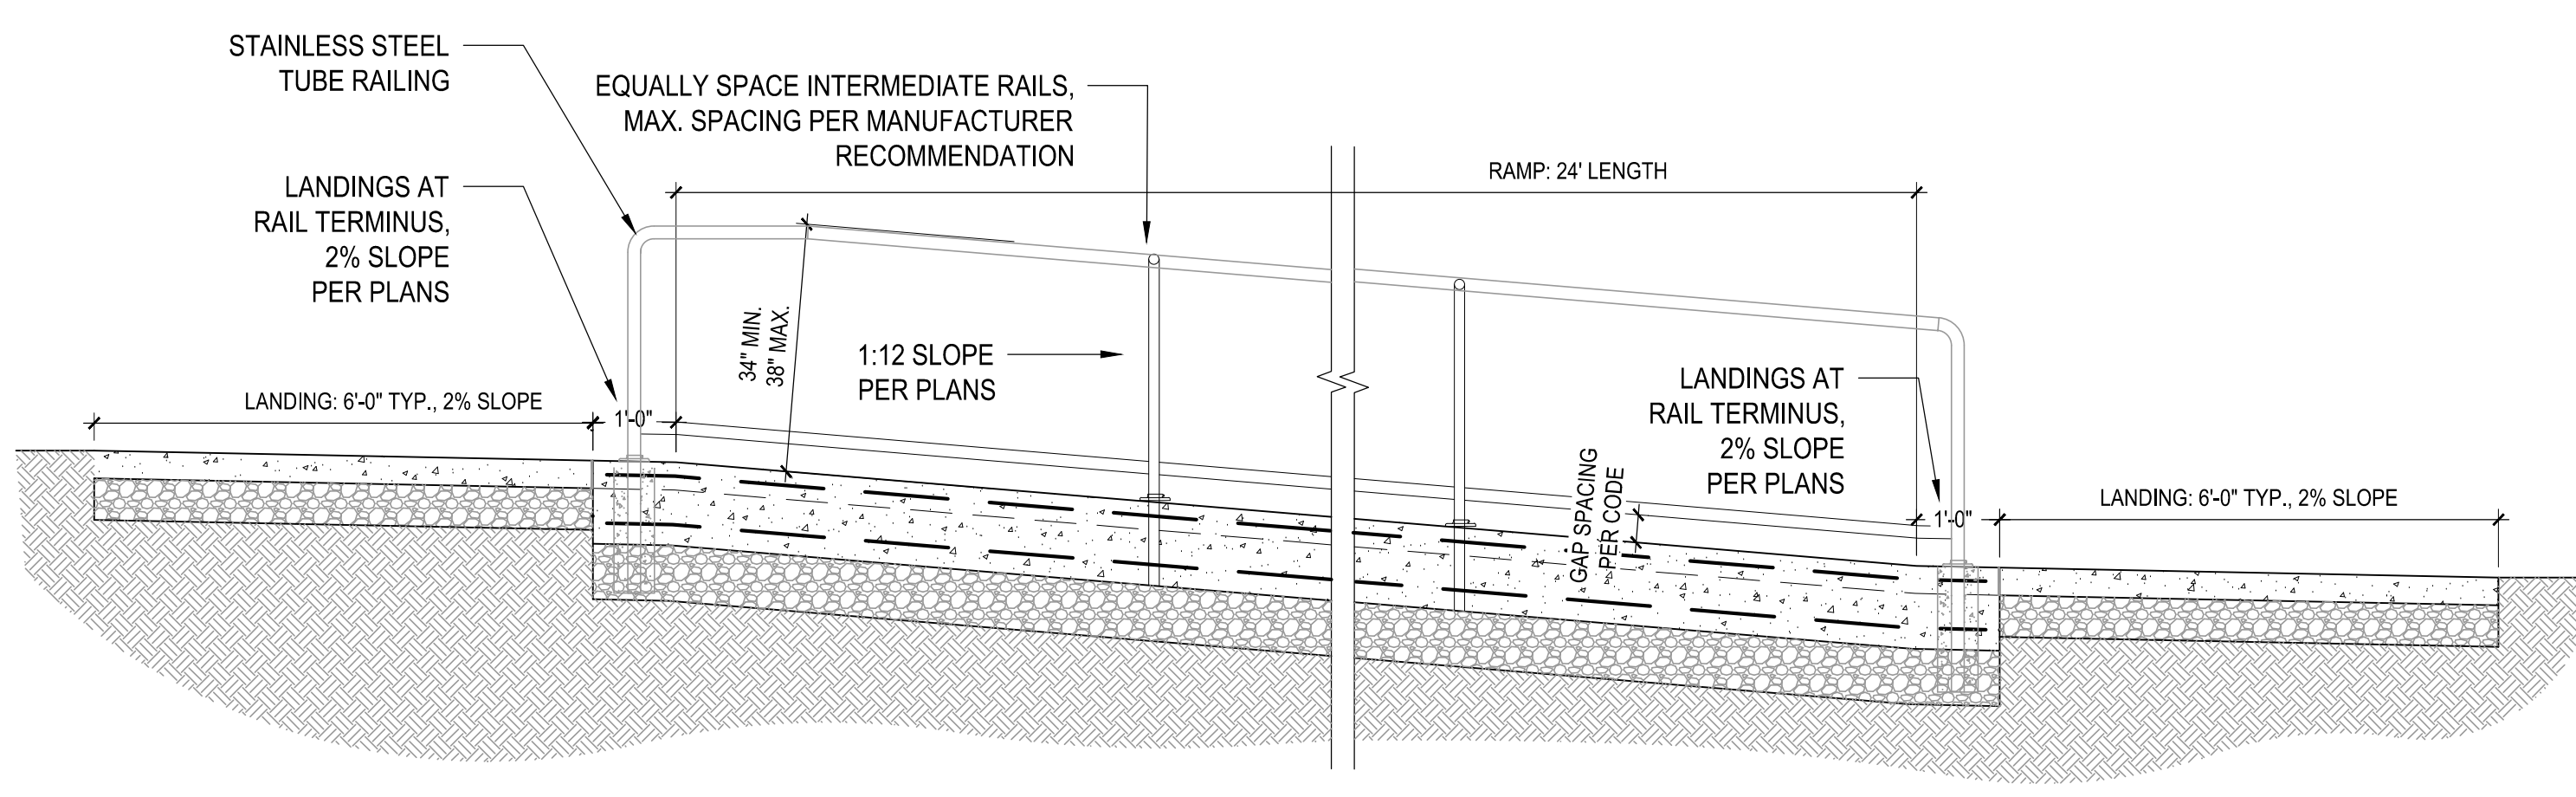 STAINLESS STEEL
TUBE RAILING
EQUALLY SPACE INTERMEDIATE RAILS,
MAX. SPACING PER MANUFACTURER
RECOMMENDATION
LANDINGS AT
RAIL TERMINUS,
2% SLOPE
PER PLANS
RAMP: 24' LENGTH
34" MIN.
38" MAX.
1:12 SLOPE
PER PLANS
LANDING: 6'-0" TYP., 2% SLOPE
1'-0"
LANDINGS AT
RAIL TERMINUS,
2% SLOPE
PER PLANS
GAP SPACING
PER CODE
1'-0"
LANDING: 6'-0" TYP., 2% SLOPE